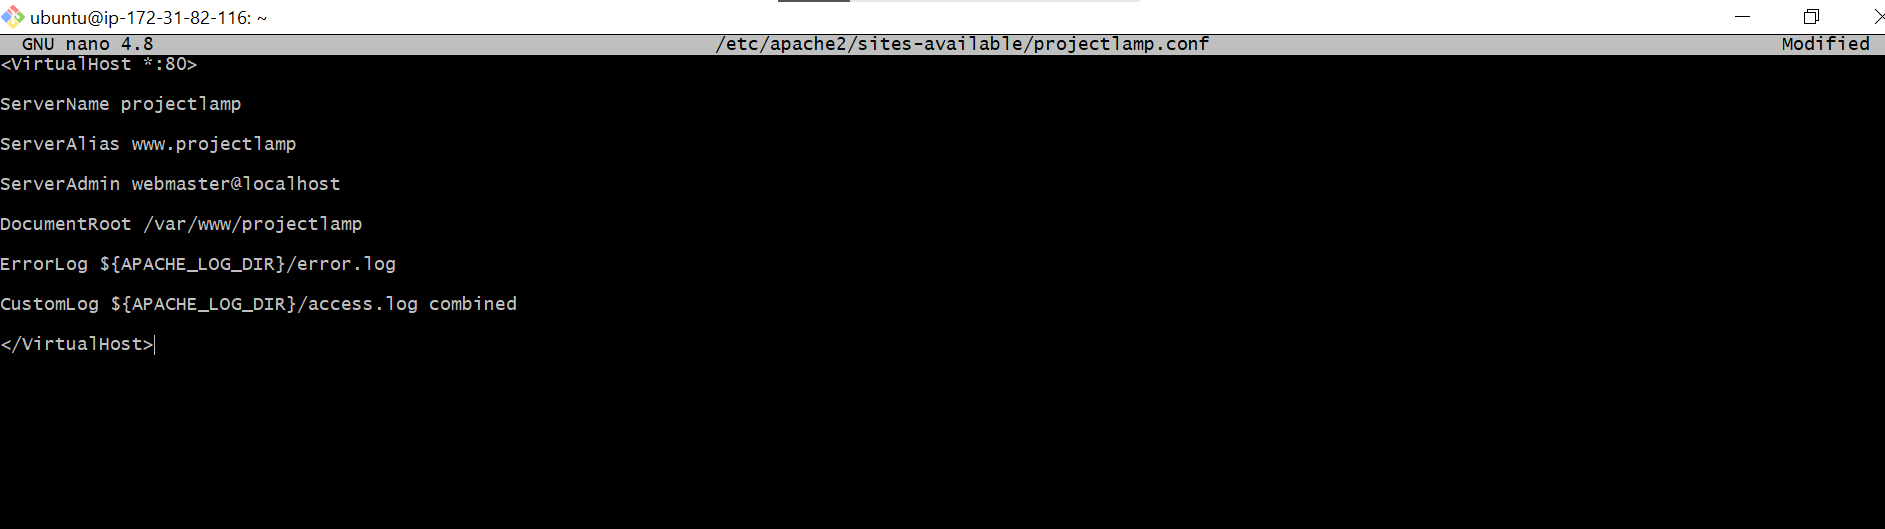 ubuntu@ip-172-31-82-116: ~
GNU nano 4.8 /etc/apache2/sites-available/projectlamp.conf Modified
<VirtualHost *:80>
ServerName projectlamp
ServerAlias www.projectlamp
ServerAdmin webmaster@localhost
DocumentRoot /var/www/projectlamp
ErrorLog ${APACHE_LOG_DIR}/error.log
CustomLog ${APACHE_LOG_DIR}/access.log combined
</VirtualHost>